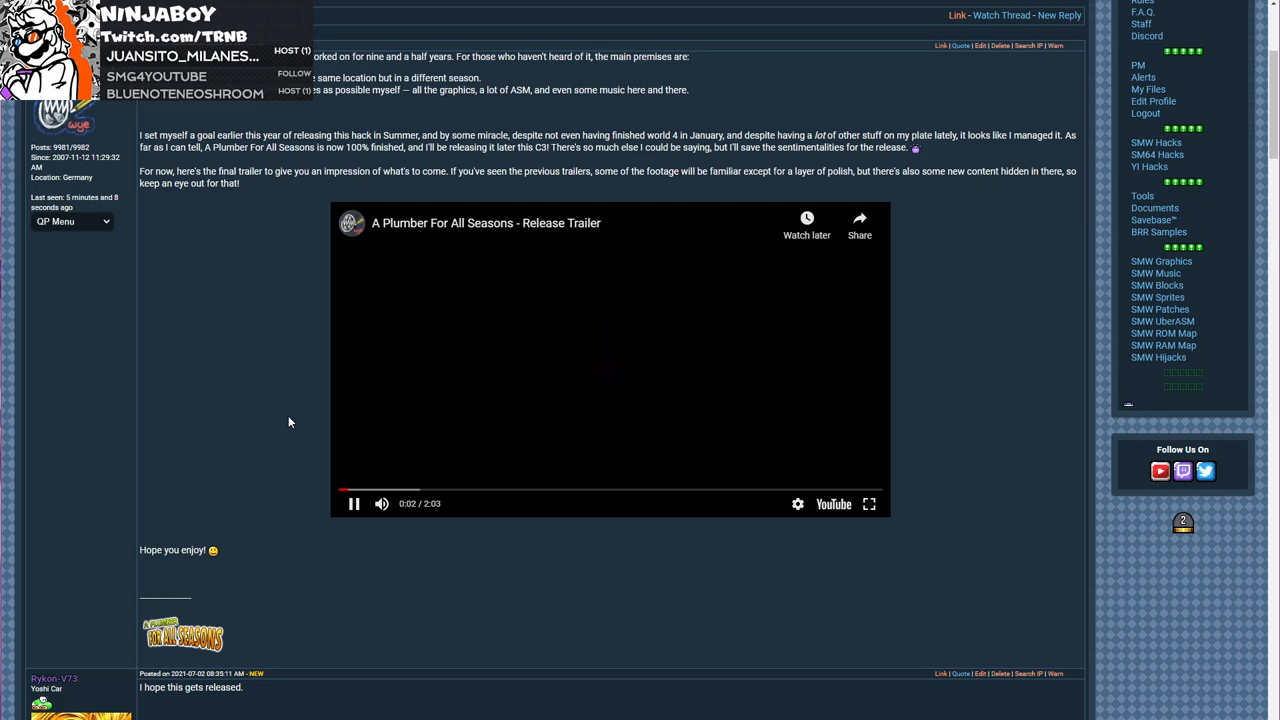 NINJABOY
Twitch.com/TRNB
JUANSITO_MILANES... HOST (1)
SMG4YOUTUBE FOLLOW
BLUENOTENEOSHROOM HOST (1)
Link - Watch Thread - New Reply
Link | Quote | Edit | Delete | Search IP | Warn
orked on for nine and a half years. For those who haven't heard of it, the main premises are:
same location but in a different season.
es as possible myself — all the graphics, a lot of ASM, and even some music here and there.
wye
Posts: 9981/9982
Since: 2007-11-12 11:29:32
AM
Location: Germany
Last seen: 5 minutes and 8
seconds ago
QP Menu
I set myself a goal earlier this year of releasing this hack in Summer, and by some miracle, despite not even having finished world 4 in January, and despite having a lot of other stuff on my plate lately, it looks like I managed it. As
far as I can tell, A Plumber For All Seasons is now 100% finished, and I'll be releasing it later this C3! There's so much else I could be saying, but I'll save the sentimentalities for the release.
For now, here's the final trailer to give you an impression of what's to come. If you've seen the previous trailers, some of the footage will be familiar except for a layer of polish, but there's also some new content hidden in there, so
keep an eye out for that!
A Plumber For All Seasons - Release Trailer
Watch later
Share
0:02 / 2:03
YouTube
Hope you enjoy!
A PLUMBER
FOR ALL SEASONS
Rykon-V73
Yoshi Car
Posted on 2021-07-02 08:35:11 AM - NEW
Link | Quote | Edit | Delete | Search IP | Warn
I hope this gets released.
Rules
F.A.Q.
Staff
Discord
PM
Alerts
My Files
Edit Profile
Logout
SMW Hacks
SM64 Hacks
YI Hacks
Tools
Documents
Savebase™
BRR Samples
SMW Graphics
SMW Music
SMW Blocks
SMW Sprites
SMW Patches
SMW UberASM
SMW ROM Map
SMW RAM Map
SMW Hijacks
Follow Us On
2